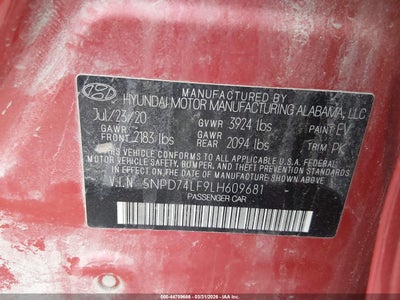 MANUFACTURED BY
HYUNDAI MOTOR MANUFACTURING ALABAMA, LLC
Jul/23/20 GVWR 3924 lbs PAINT EV
GAWR FRONT 2183 lbs GAWR REAR 2094 lbs TRIM PK
THIS VEHICLE CONFORMS TO ALL APPLICABLE U.S.A. FEDERAL
MOTOR VEHICLE SAFETY, BUMPER, AND THEFT PREVENTION STANDARDS
IN EFFECT ON THE DATE OF MANUFACTURE SHOWN ABOVE.
V.I.N. 5NPD74LF9LH609681
PASSENGER CAR